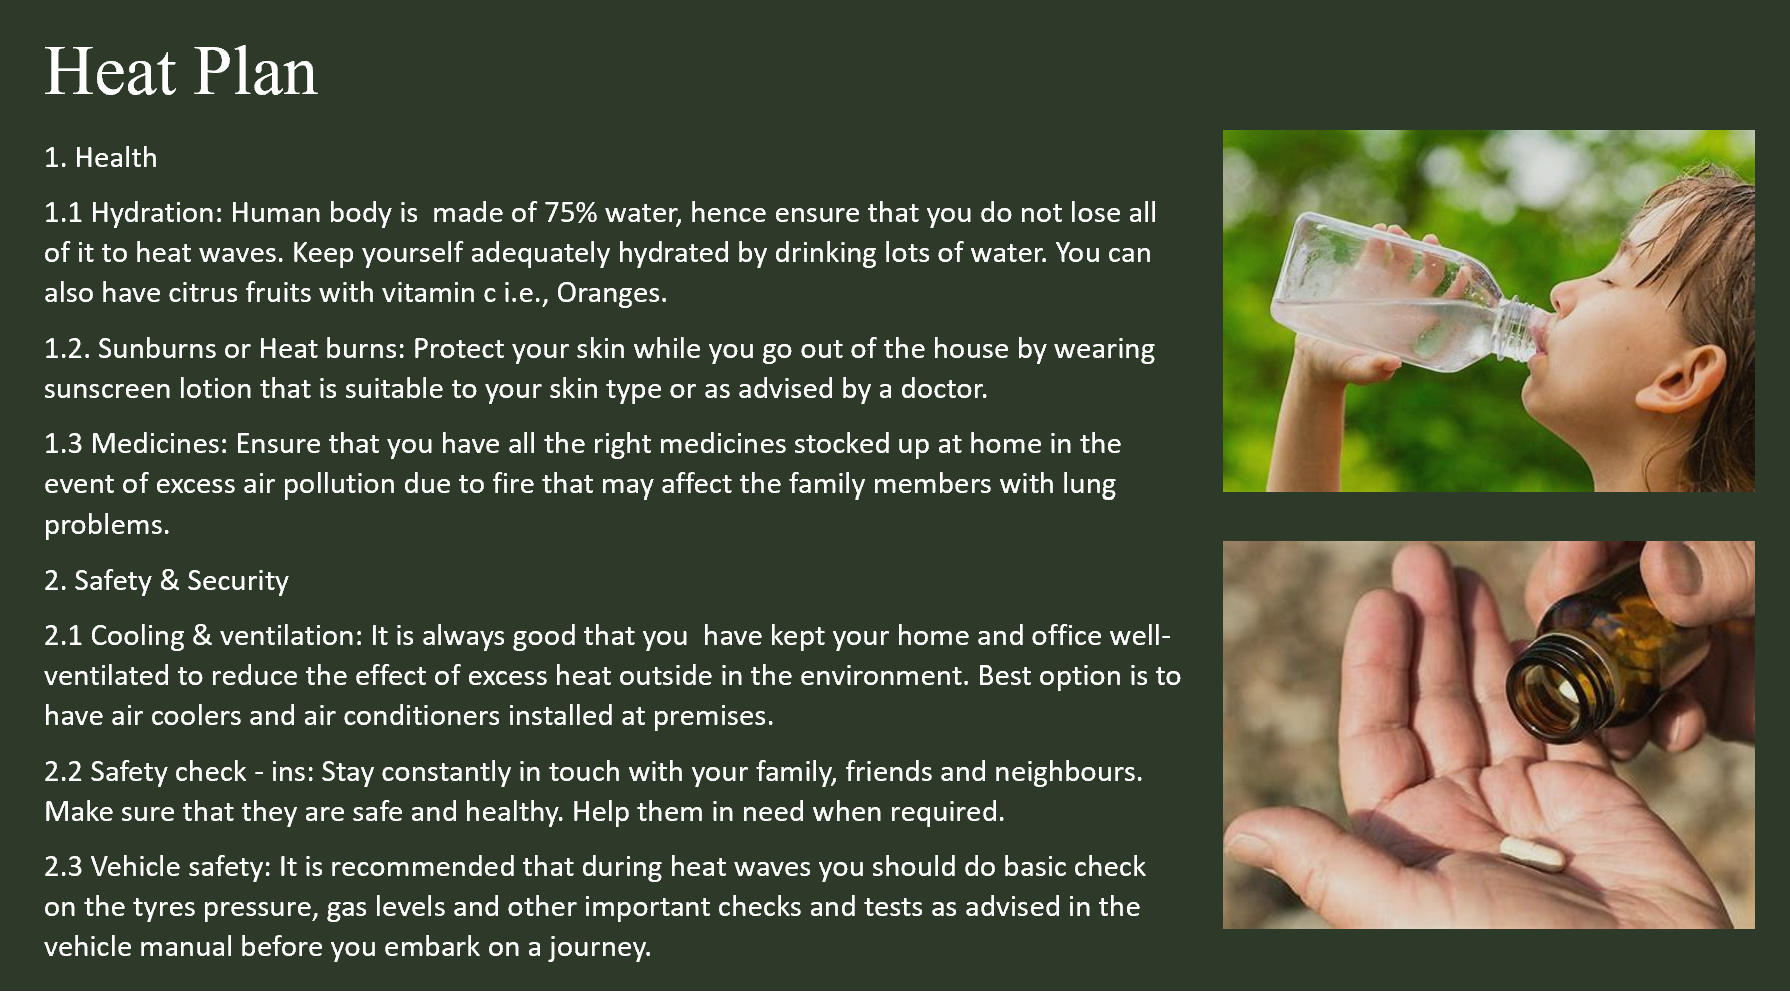 Heat Plan
1. Health
1.1 Hydration: Human body is  made of 75% water, hence ensure that you do not lose all
of it to heat waves. Keep yourself adequately hydrated by drinking lots of water. You can
also have citrus fruits with vitamin c i.e., Oranges.
1.2. Sunburns or Heat burns: Protect your skin while you go out of the house by wearing
sunscreen lotion that is suitable to your skin type or as advised by a doctor.
1.3 Medicines: Ensure that you have all the right medicines stocked up at home in the
event of excess air pollution due to fire that may affect the family members with lung
problems.
2. Safety & Security
2.1 Cooling & ventilation: It is always good that you  have kept your home and office well-
ventilated to reduce the effect of excess heat outside in the environment. Best option is to
have air coolers and air conditioners installed at premises.
2.2 Safety check - ins: Stay constantly in touch with your family, friends and neighbours.
Make sure that they are safe and healthy. Help them in need when required.
2.3 Vehicle safety: It is recommended that during heat waves you should do basic check
on the tyres pressure, gas levels and other important checks and tests as advised in the
vehicle manual before you embark on a journey.